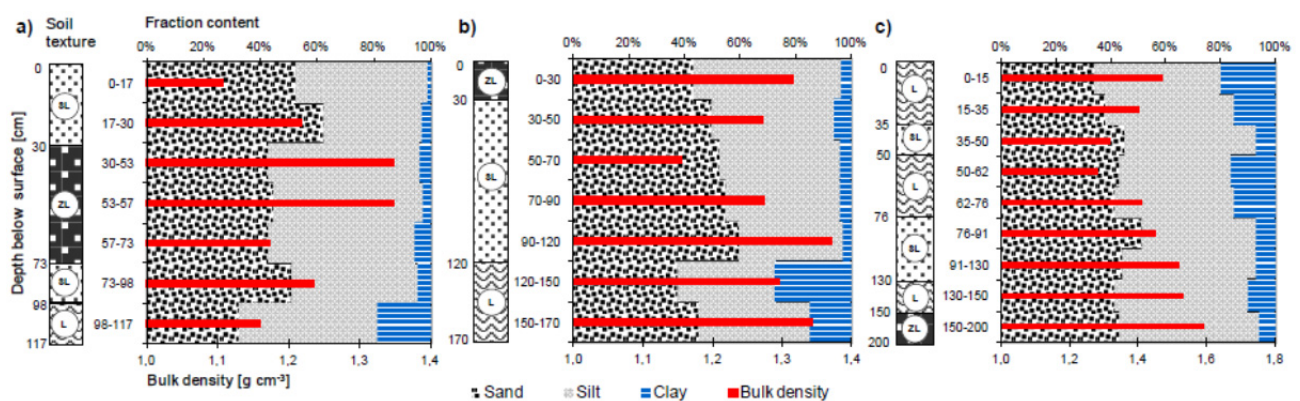 a) Soil texture Fraction content
0% 20% 40% 60% 80% 100%
Depth below surface [cm]
0
SL
30
ZL
73
SL
98
L
117
0-17
17-30
30-53
53-57
57-73
73-98
98-117
1,0 1,2 1,2 1,4
Bulk density [g cm-3]
b)
0% 20% 40% 60% 80% 100%
0
ZL
30
SL
120
L
170
0-30
30-50
50-70
70-90
90-120
120-150
150-170
1,0 1,1 1,2 1,3 1,4
c)
0% 20% 40% 60% 80% 100%
0
L
35
SL
50
L
76
SL
130
L
150
ZL
200
0-15
15-35
35-50
50-62
62-76
76-91
91-130
130-150
150-200
1,0 1,2 1,4 1,6 1,8
Sand Silt Clay Bulk density